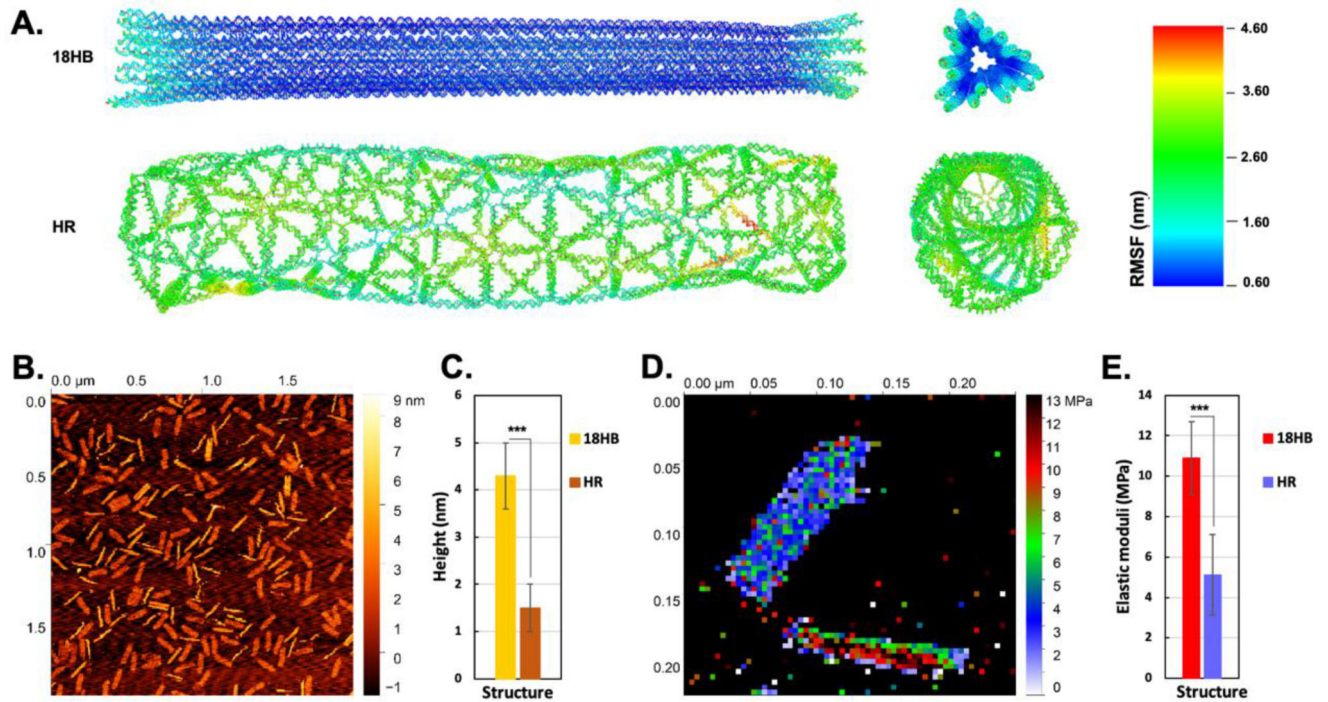 A.
18HB
HR
RMSF (nm)
4.60
3.60
2.60
1.60
0.60
B.
0.0 µm 0.5 1.0 1.5
0.0
0.5
1.0
1.5
9 nm
8
7
6
5
4
3
2
1
0
−1
C.
Height (nm)
6
5
4
3
2
1
0
***
Structure
18HB
HR
D.
0.00 µm 0.05 0.10 0.15 0.20
0.00
0.05
0.10
0.15
0.20
13 MPa
12
11
10
9
8
7
6
5
4
3
2
0
E.
Elastic moduli (MPa)
14
12
10
8
6
4
2
0
***
Structure
18HB
HR